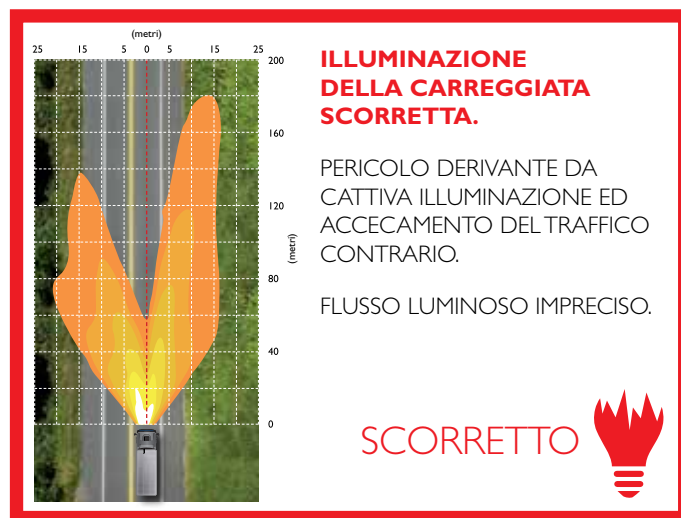 (metri)
25 15 5 0 5 15 25
200
160
120
80
40
0
(metri)
ILLUMINAZIONE
DELLA CARREGGIATA
SCORRETTA.
PERICOLO DERIVANTE DA
CATTIVA ILLUMINAZIONE ED
ACCECAMENTO DEL TRAFFICO
CONTRARIO.
FLUSSO LUMINOSO IMPRECISO.
SCORRETTO